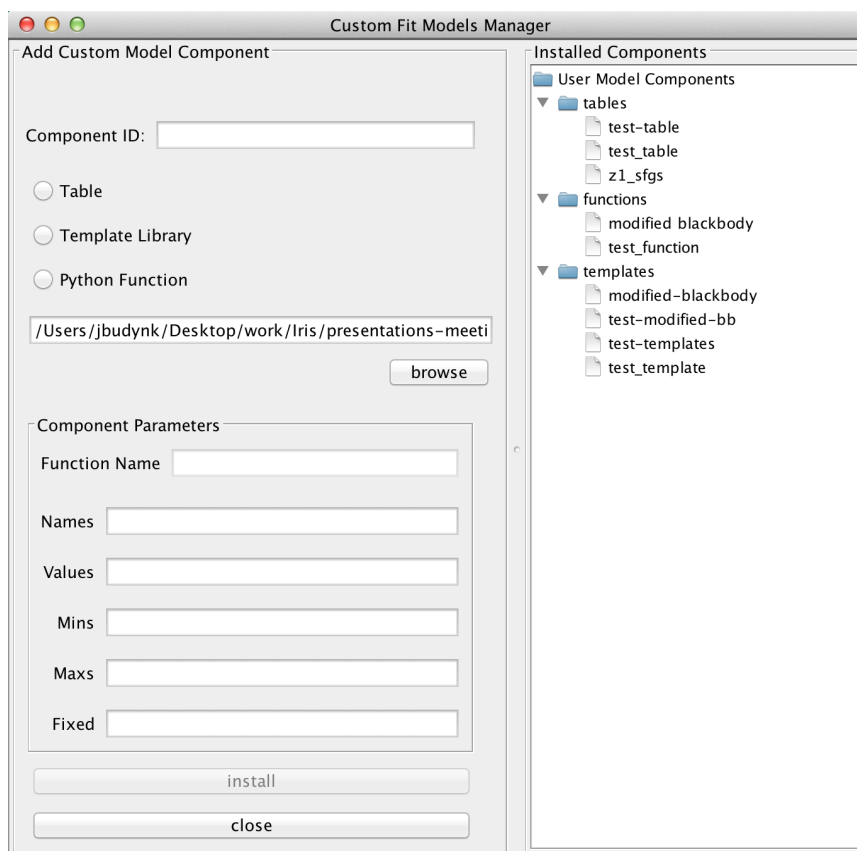 Custom Fit Models Manager
Add Custom Model Component
Component ID:
Table
Template Library
Python Function
/Users/jbudynk/Desktop/work/Iris/presentations-meeti
browse
Component Parameters
Function Name
Names
Values
Mins
Maxs
Fixed
install
close
Installed Components
User Model Components
tables
test-table
test_table
z1_sfgs
functions
modified blackbody
test_function
templates
modified-blackbody
test-modified-bb
test-templates
test_template